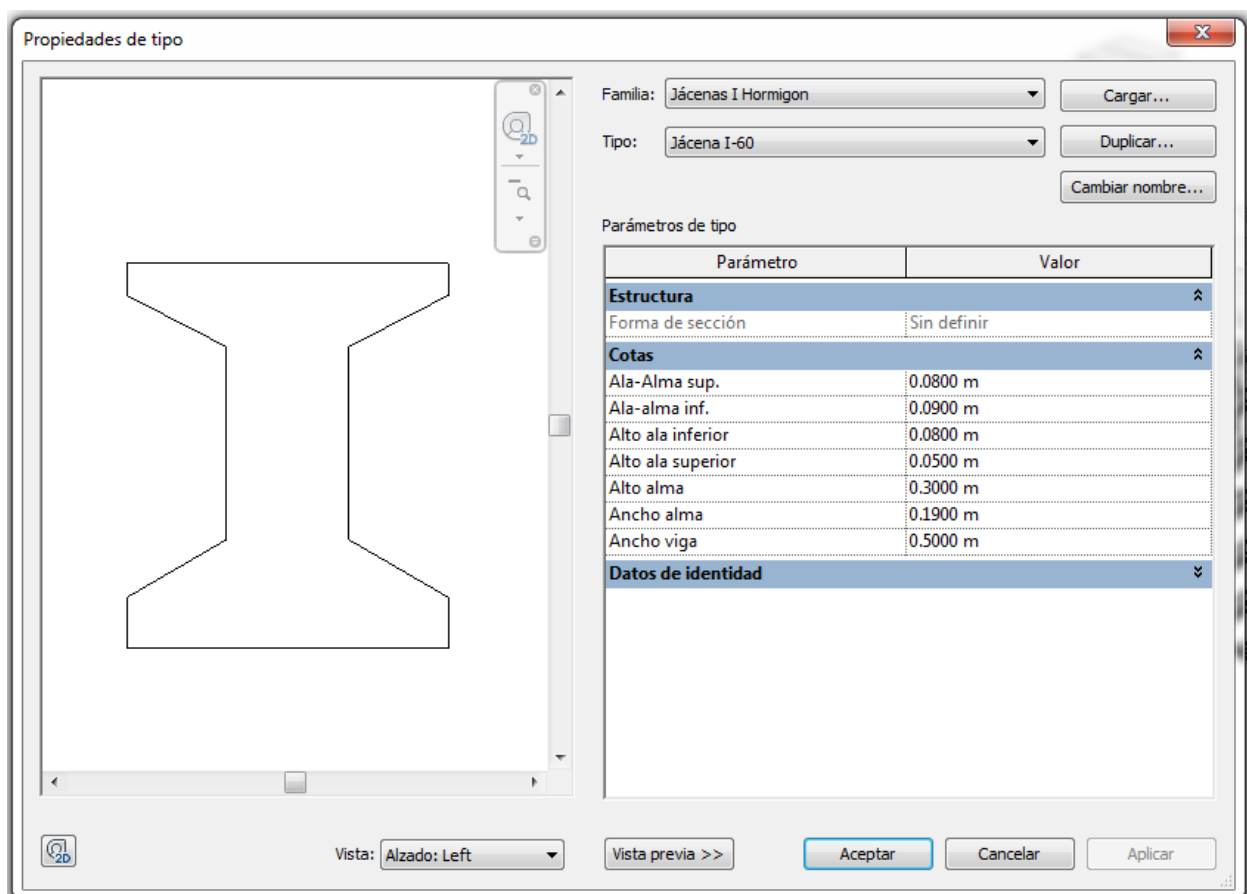 Propiedades de tipo
X
2D
Familia: Jácenas I Hormigon Cargar...
Tipo: Jácena I-60 Duplicar...
Cambiar nombre...
Parámetros de tipo
Parámetro Valor
Estructura
Forma de sección Sin definir
Cotas
Ala-Alma sup. 0.0800 m
Ala-alma inf. 0.0900 m
Alto ala inferior 0.0800 m
Alto ala superior 0.0500 m
Alto alma 0.3000 m
Ancho alma 0.1900 m
Ancho viga 0.5000 m
Datos de identidad
2D
Vista: Alzado: Left Vista previa >> Aceptar Cancelar Aplicar